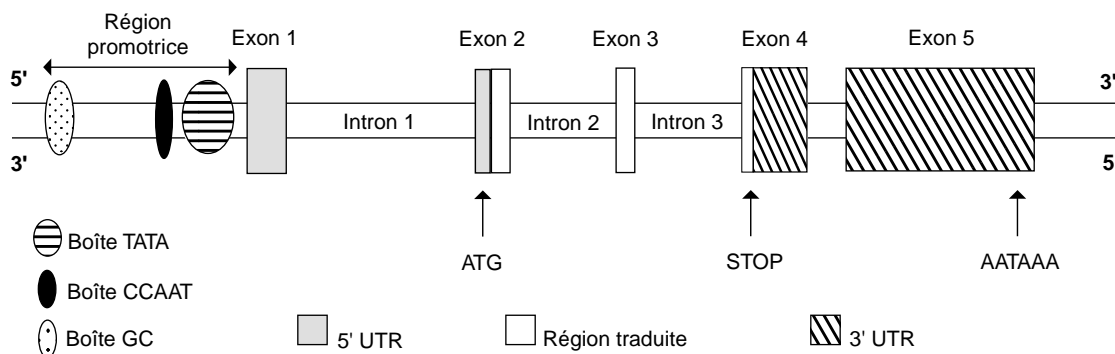 Région
promotrice
Exon 1
Exon 2
Exon 3
Exon 4
Exon 5
5'
3'
Intron 1
Intron 2
Intron 3
3'
5'
ATG
STOP
AATAAA
Boîte TATA
Boîte CCAAT
Boîte GC
5' UTR
Région traduite
3' UTR